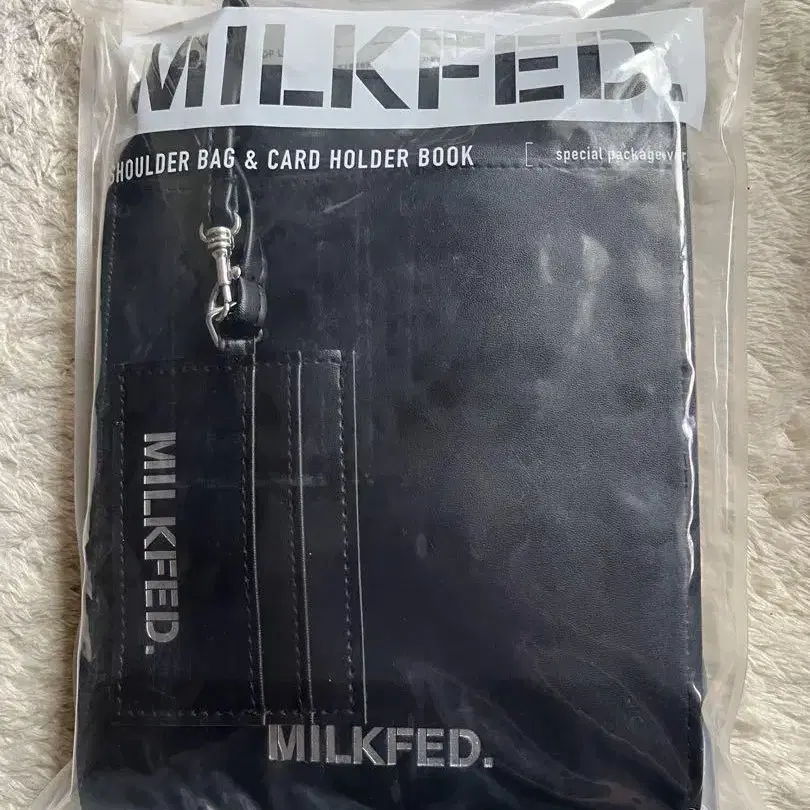 MILKFED.
SHOULDER BAG & CARD HOLDER BOOK [ special package ver
MILKFED.
MILKFED.